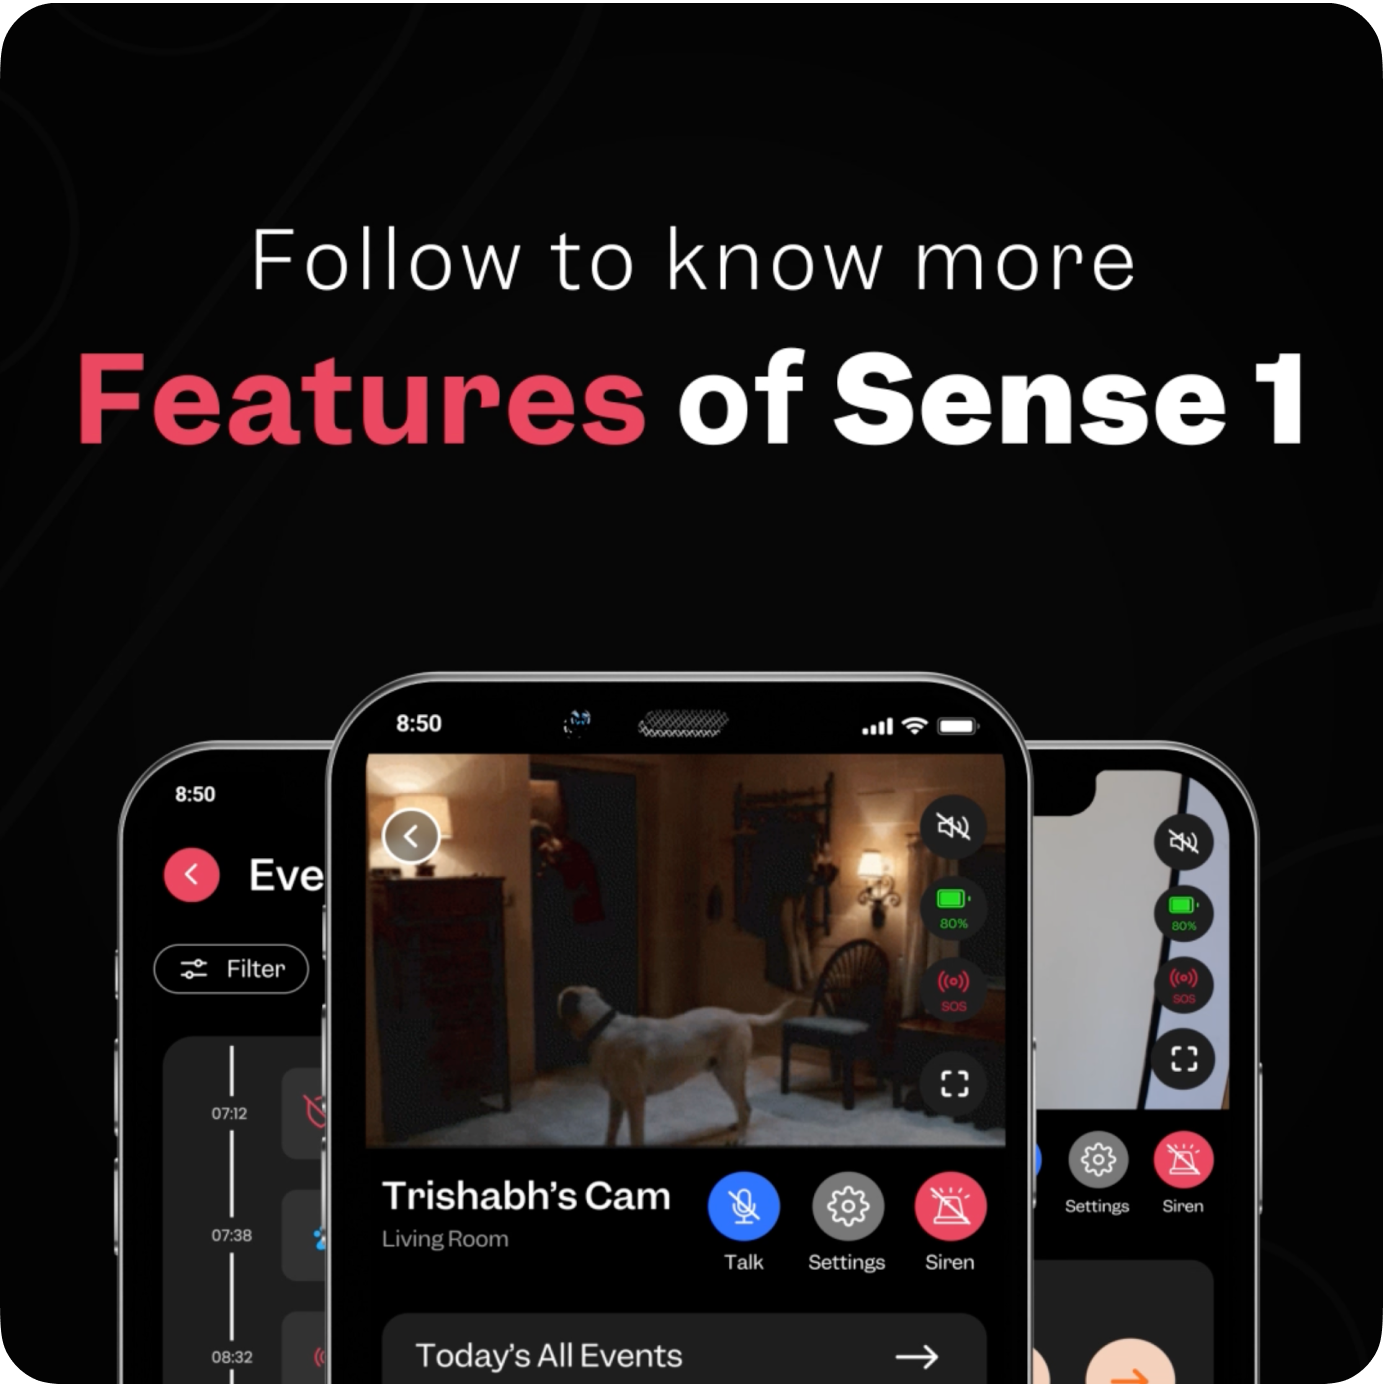 Follow to know more
Features of Sense 1
8:50
Filter
07:12
07:38
08:32
8:50
80%
SOS
Trishabh's Cam
Living Room
Talk
Settings
Siren
Today's All Events
80%
SOS
Settings
Siren